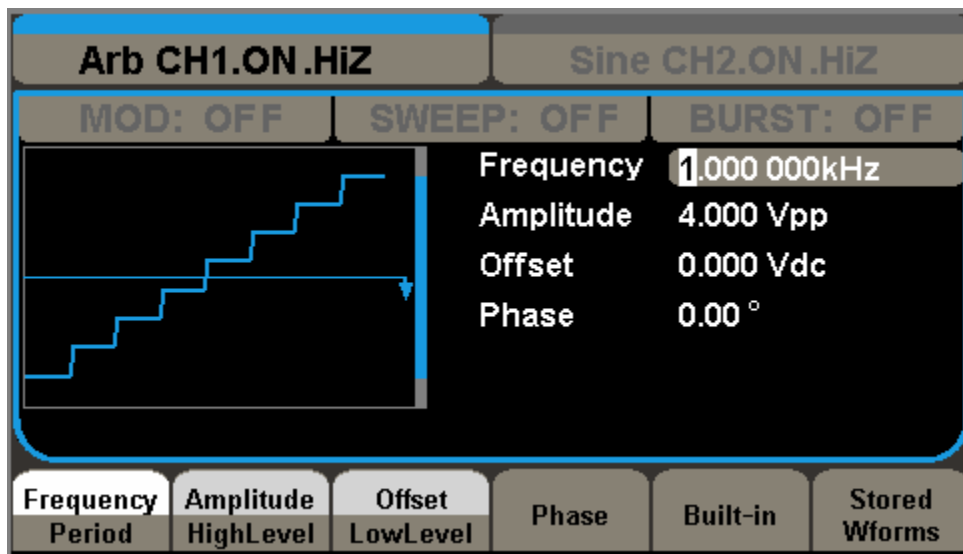 Arb CH1.ON.HiZ
Sine CH2.ON.HiZ
MOD: OFF
SWEEP: OFF
BURST: OFF
Frequency 1.000 000kHz
Amplitude 4.000 Vpp
Offset 0.000 Vdc
Phase 0.00 °
Frequency
Period
Amplitude
HighLevel
Offset
LowLevel
Phase
Built-in
Stored
Wforms